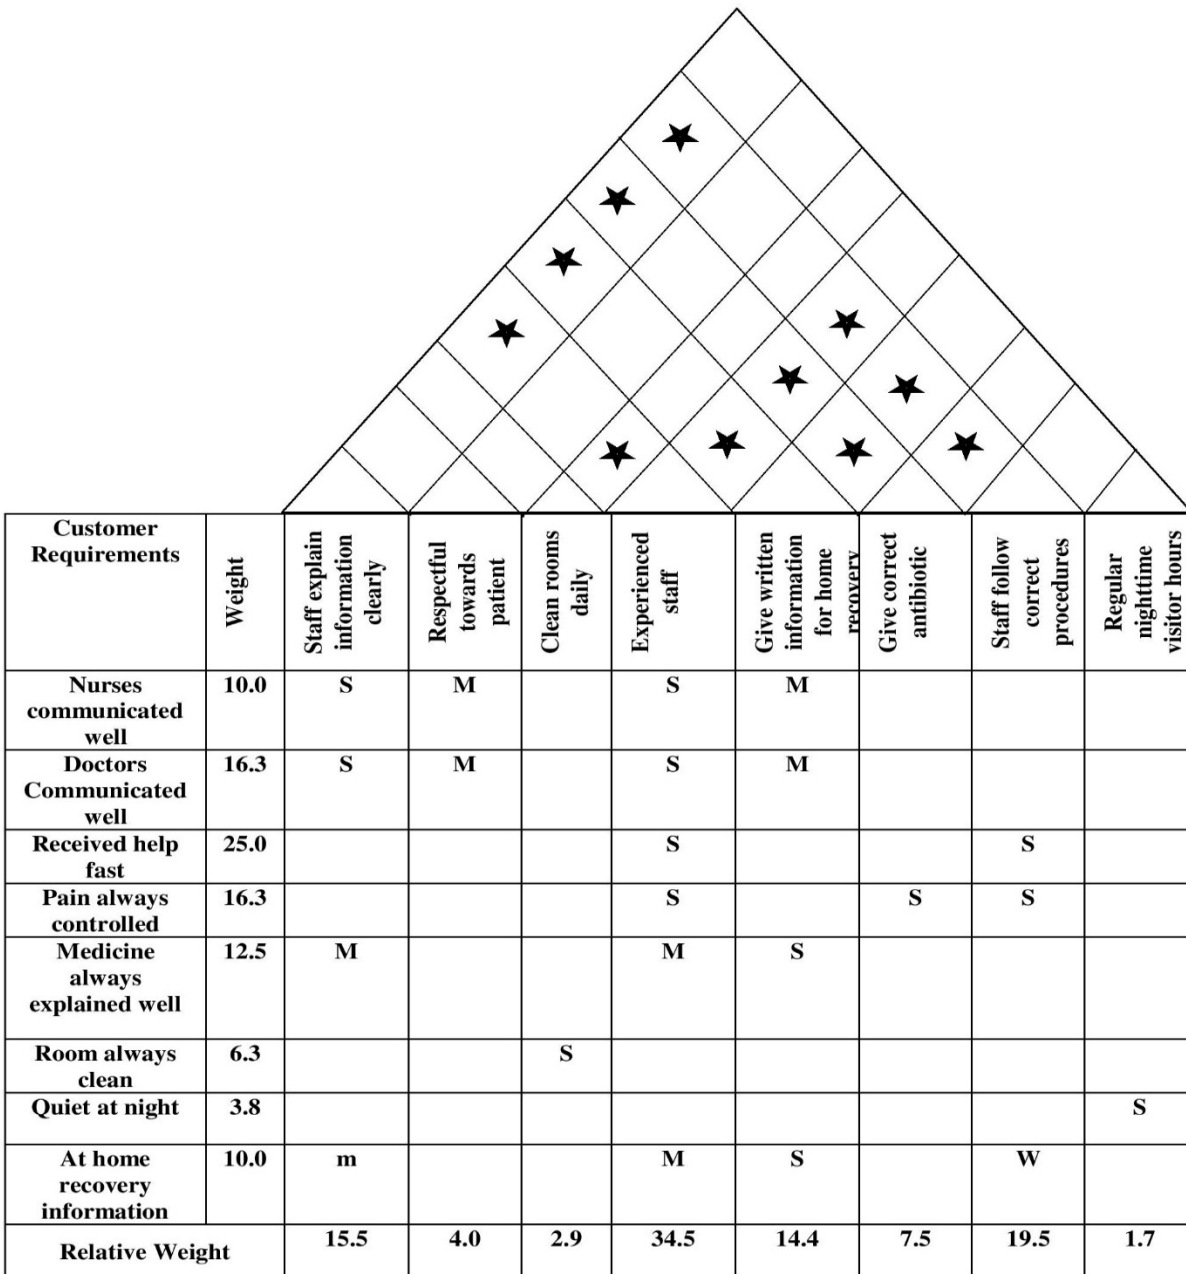 Customer
Requirements
Weight
Staff explain
information
clearly
Respectful
towards
patient
Clean rooms
daily
Experienced
staff
Give written
information
for home
recovery
Give correct
antibiotic
Staff follow
correct
procedures
Regular
nighttime
visitor hours
Nurses
communicated
well
10.0
S
M
S
M
Doctors
Communicated
well
16.3
S
M
S
M
Received help
fast
25.0
S
S
Pain always
controlled
16.3
S
S
S
Medicine
always
explained well
12.5
M
M
S
Room always
clean
6.3
S
Quiet at night
3.8
S
At home
recovery
information
10.0
m
M
S
W
Relative Weight
15.5
4.0
2.9
34.5
14.4
7.5
19.5
1.7